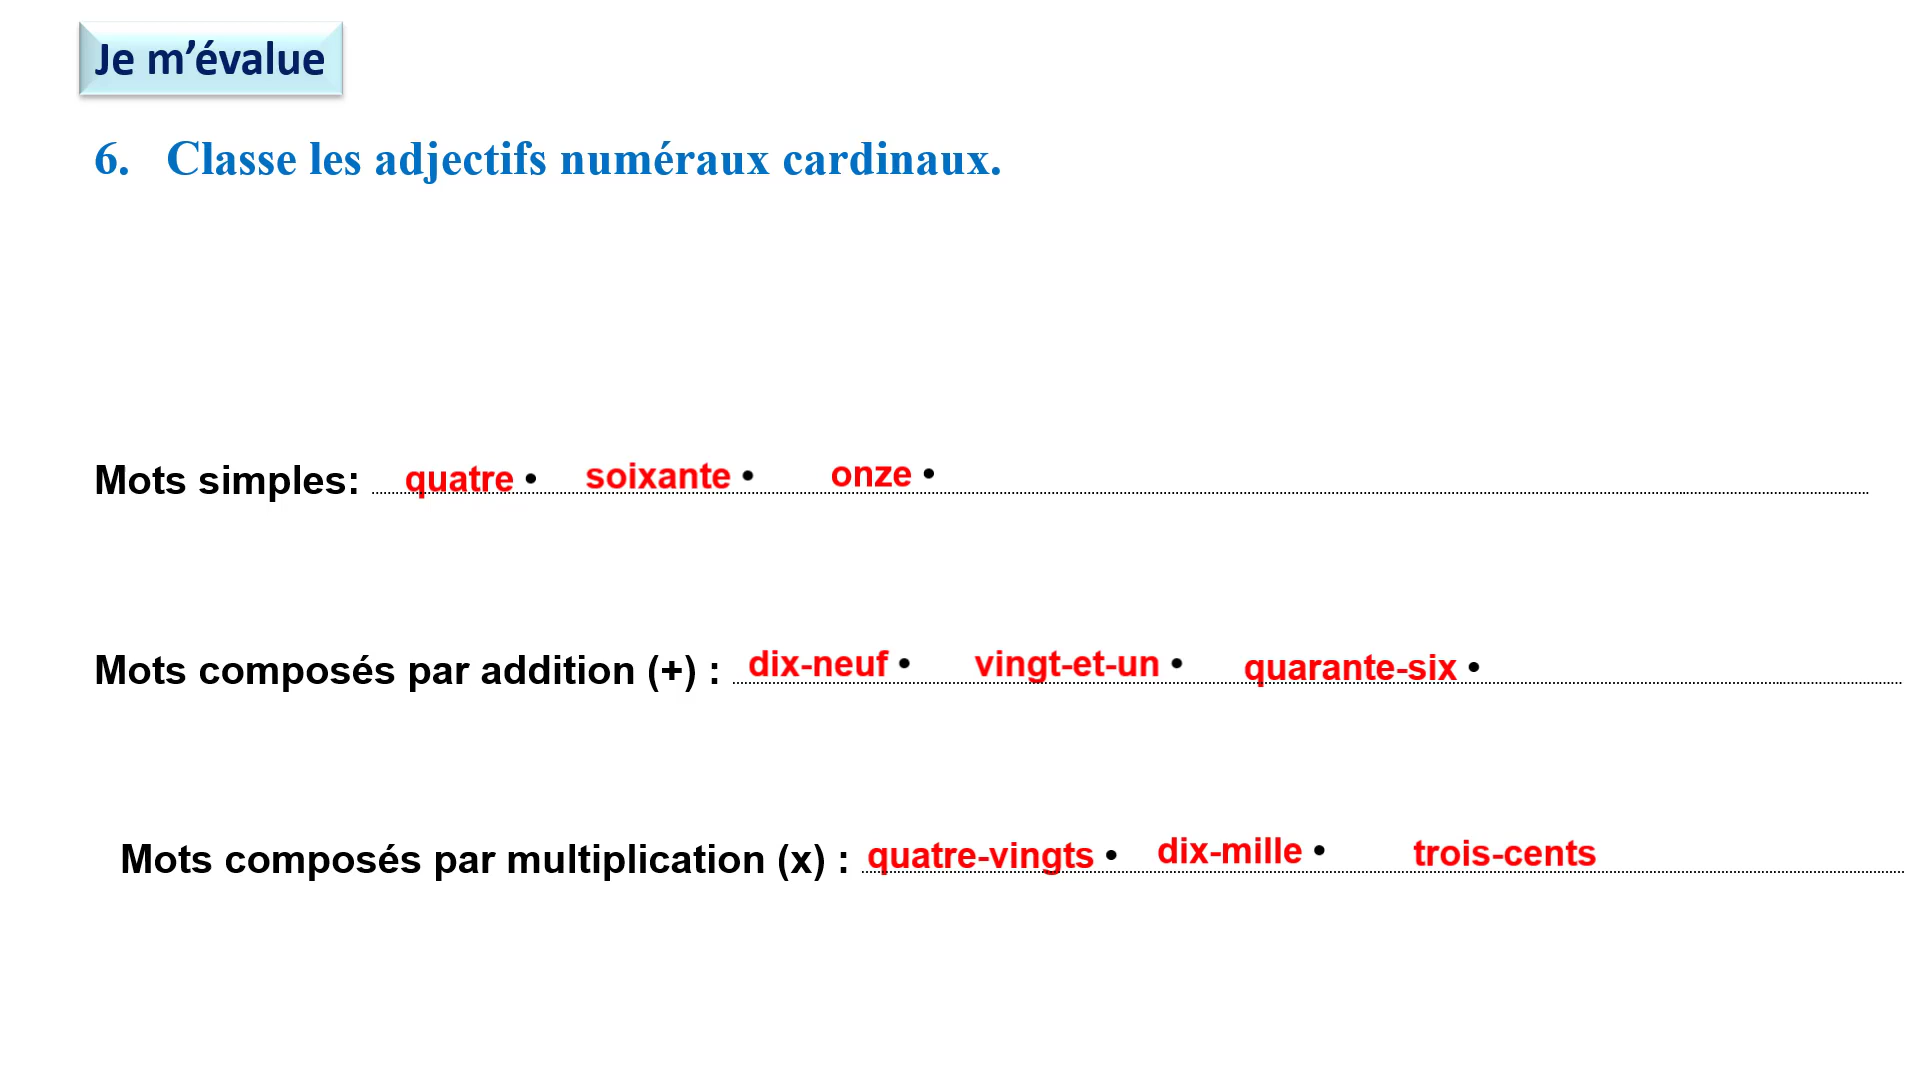 Je m’évalue
6. Classe les adjectifs numéraux cardinaux.
Mots simples: quatre • soixante • onze •
Mots composés par addition (+) : dix-neuf • vingt-et-un • quarante-six •
Mots composés par multiplication (x) : quatre-vingts • dix-mille • trois-cents